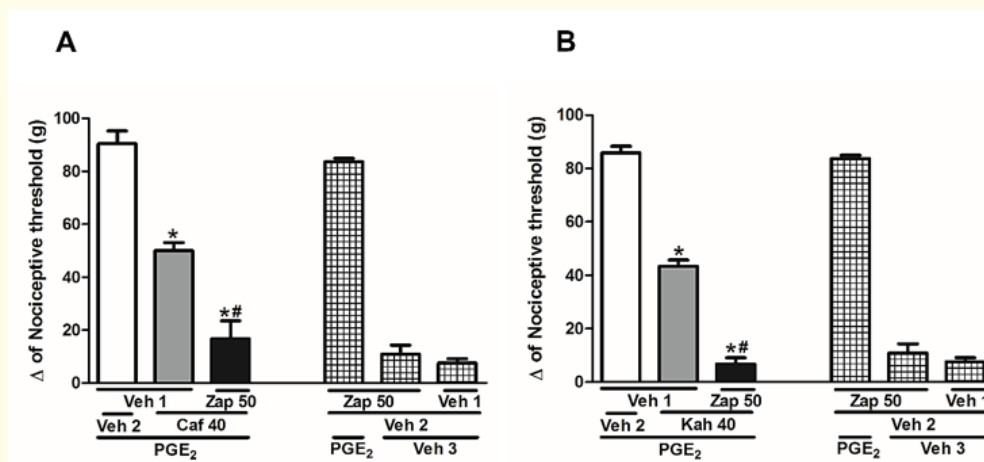 A
Δ of Nociceptive threshold (g)
100
80
60
40
20
0
*
*#
Veh 1 Zap 50 Zap 50 Veh 1
Veh 2 Caf 40 Veh 2
PGE₂ PGE₂ Veh 3
B
Δ of Nociceptive threshold (g)
100
80
60
40
20
0
*
*#
Veh 1 Zap 50 Zap 50 Veh 1
Veh 2 Kah 40 Veh 2
PGE₂ PGE₂ Veh 3